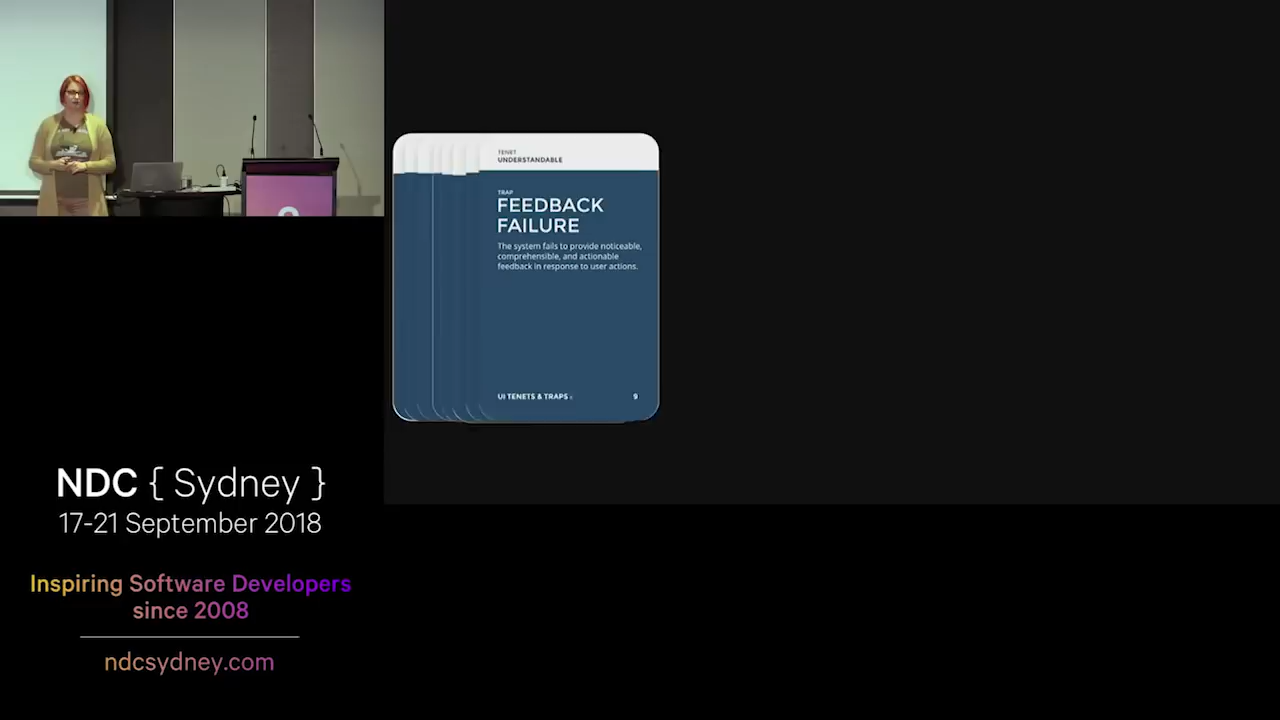 TENET
UNDERSTANDABLE
TRAP
FEEDBACK
FAILURE
The system fails to provide noticeable,
comprehensible, and actionable
feedback in response to user actions.
UI TENETS & TRAPS
9
NDC { Sydney }
17-21 September 2018
Inspiring Software Developers
since 2008
ndcsydney.com